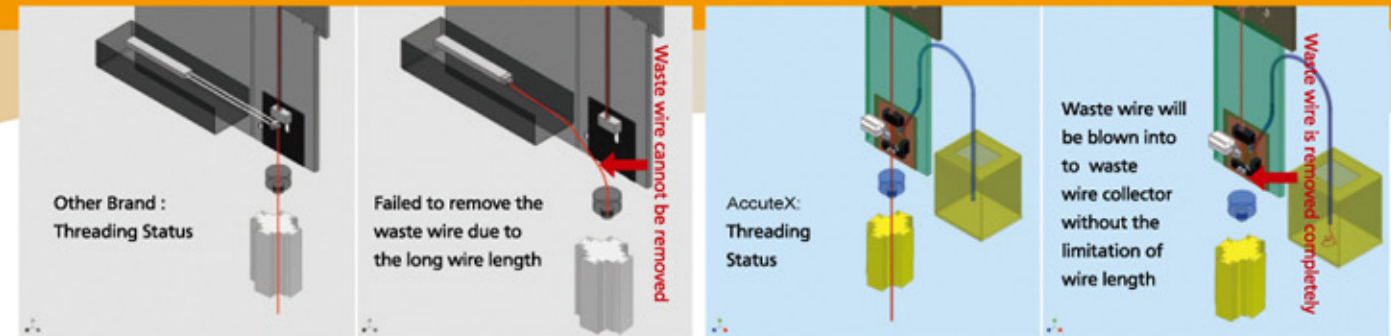 Other Brand :
Threading Status
Failed to remove the
waste wire due to
the long wire length
Waste wire cannot be removed
AccuteX:
Threading
Status
Waste wire will
be blown into
to waste
wire collector
without the
limitation of
wire length
Waste wire is removed completely